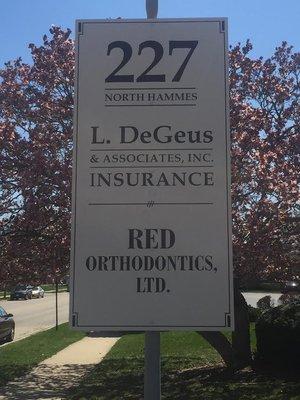 227
NORTH HAMMES
L. DeGeus
& ASSOCIATES, INC.
INSURANCE
///
RED
ORTHODONTICS,
LTD.